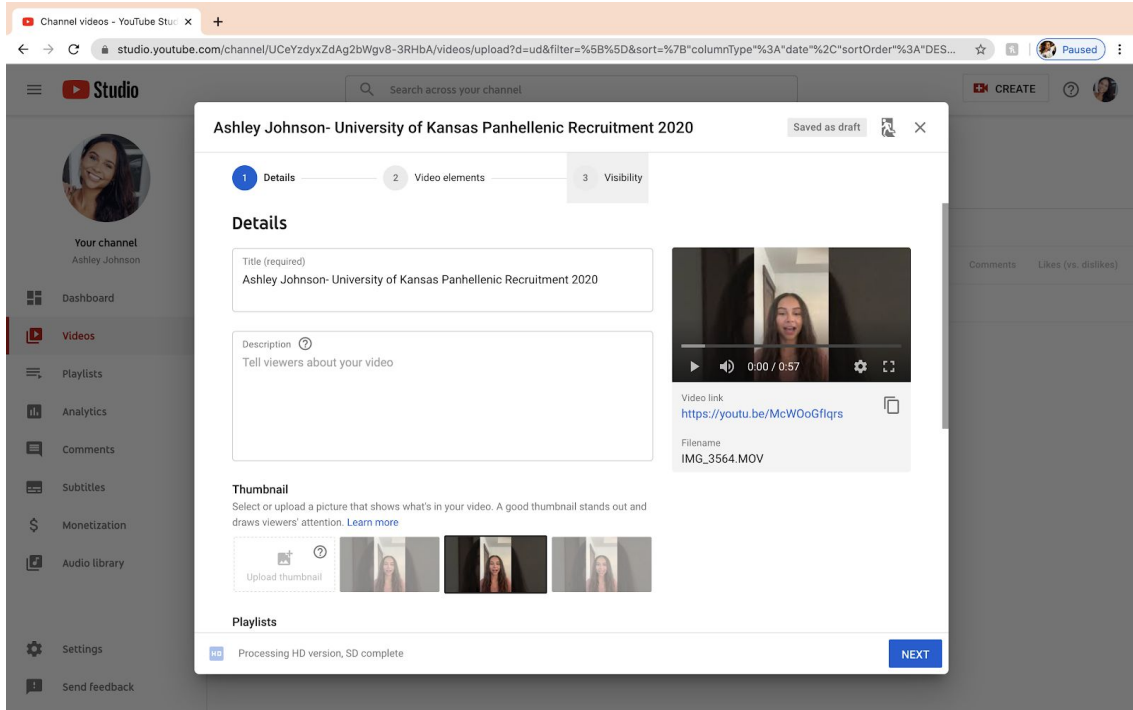 Channel videos - YouTube Stud
studio.youtube.com/channel/UCeYzdyxZdAg2bWgv8-3RHbA/videos/upload?d=ud&filter=%5B%5D&sort=%7B"columnType"%3A"date"%2C"sortOrder"%3A"DES...
Paused
Studio
Search across your channel
CREATE
Ashley Johnson- University of Kansas Panhellenic Recruitment 2020
Saved as draft
1 Details
2 Video elements
3 Visibility
Your channel
Ashley Johnson
Dashboard
Videos
Playlists
Analytics
Comments
Subtitles
Monetization
Audio library
Settings
Send feedback
Details
Title (required)
Ashley Johnson- University of Kansas Panhellenic Recruitment 2020
Description
Tell viewers about your video
0:00 / 0:57
Video link
https://youtu.be/McWOoGfIqrs
Filename
IMG_3564.MOV
Thumbnail
Select or upload a picture that shows what's in your video. A good thumbnail stands out and
draws viewers' attention. Learn more
Upload thumbnail
Playlists
HD
Processing HD version, SD complete
NEXT
Comments
Likes (vs. dislikes)